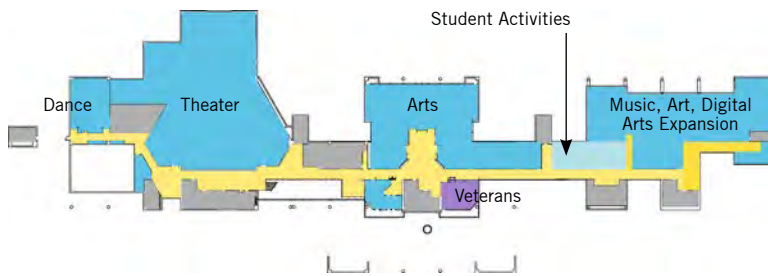 Student Activities
Dance
Theater
Arts
Music, Art, Digital
Arts Expansion
Veterans